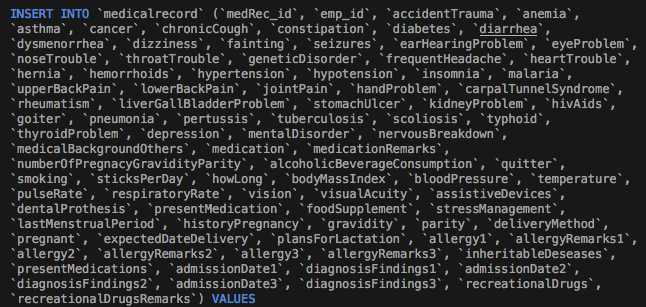 INSERT INTO `medicalrecord` (`medRec_id`, `emp_id`, `accidentTrauma`, `anemia`,
`asthma`, `cancer`, `chronicCough`, `constipation`, `diabetes`, `diarrhea`,
`dysmenorrhea`, `dizziness`, `fainting`, `seizures`, `earHearingProblem`, `eyeProblem`,
`noseTrouble`, `throatTrouble`, `geneticDisorder`, `frequentHeadache`, `heartTrouble`,
`hernia`, `hemorrhoids`, `hypertension`, `hypotension`, `insomnia`, `malaria`,
`upperBackPain`, `lowerBackPain`, `jointPain`, `handProblem`, `carpalTunnelSyndrome`,
`rheumatism`, `liverGallBladderProblem`, `stomachUlcer`, `kidneyProblem`, `hivAids`,
`goiter`, `pneumonia`, `pertussis`, `tuberculosis`, `scoliosis`, `typhoid`,
`thyroidProblem`, `depression`, `mentalDisorder`, `nervousBreakdown`,
`medicalBackgroundOthers`, `medication`, `medicationRemarks`,
`numberOfPregnacyGravidityParity`, `alcoholicBeverageConsumption`, `quitter`,
`smoking`, `sticksPerDay`, `howLong`, `bodyMassIndex`, `bloodPressure`, `temperature`,
`pulseRate`, `respiratoryRate`, `vision`, `visualAcuity`, `assistiveDevices`,
`dentalProthesis`, `presentMedication`, `foodSupplement`, `stressManagement`,
`lastMenstrualPeriod`, `historyPregnancy`, `gravidity`, `parity`, `deliveryMethod`,
`pregnant`, `expectedDateDelivery`, `plansForLactation`, `allergy1`, `allergyRemarks1`,
`allergy2`, `allergyRemarks2`, `allergy3`, `allergyRemarks3`, `inheritableDeseases`,
`presentMedications`, `admissionDate1`, `diagnosisFindings1`, `admissionDate2`,
`diagnosisFindings2`, `admissionDate3`, `diagnosisFindings3`, `recreationalDrugs`,
`recreationalDrugsRemarks`) VALUES